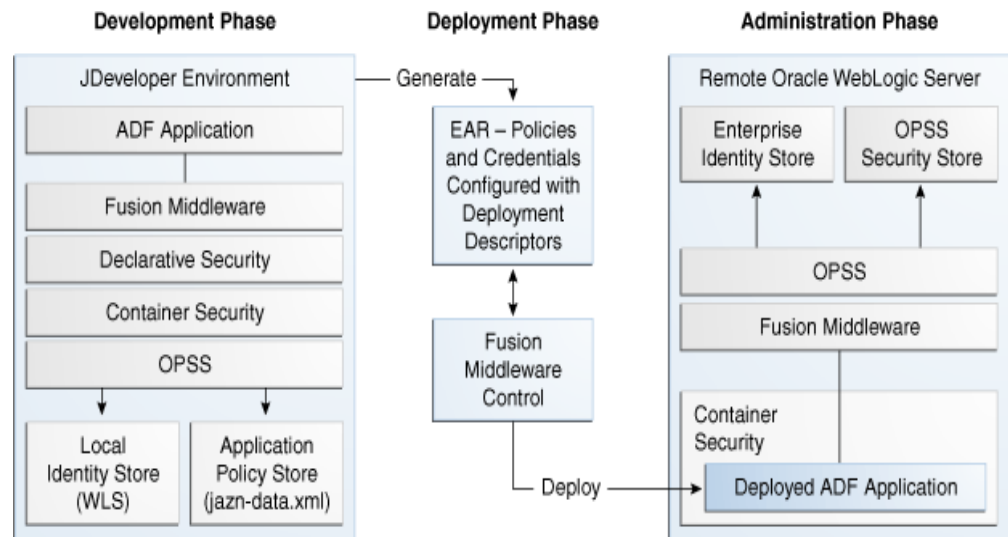 Development Phase
Deployment Phase
Administration Phase
JDeveloper Environment
ADF Application
Fusion Middleware
Declarative Security
Container Security
OPSS
Local
Identity Store
(WLS)
Application
Policy Store
(jazn-data.xml)
Generate
EAR – Policies
and Credentials
Configured with
Deployment
Descriptors
Fusion
Middleware
Control
Deploy
Remote Oracle WebLogic Server
Enterprise
Identity Store
OPSS
Security Store
OPSS
Fusion Middleware
Container
Security
Deployed ADF Application